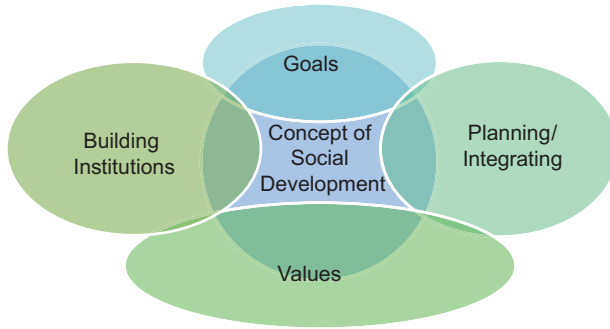 Goals
Building
Institutions
Concept of
Social
Development
Planning/
Integrating
Values